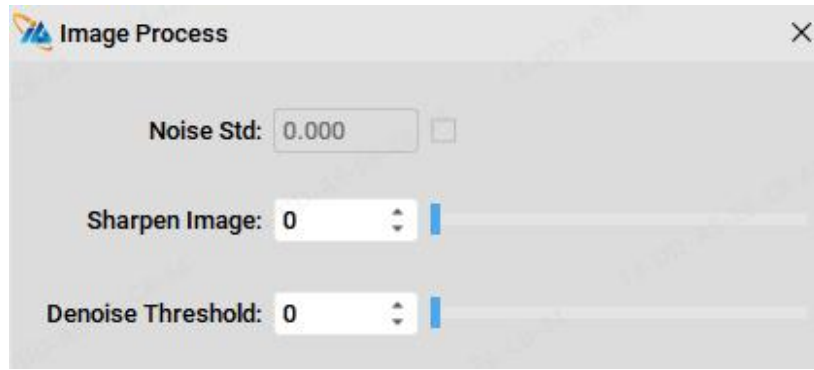 Image Process
Noise Std: 0.000
Sharpen Image: 0
Denoise Threshold: 0